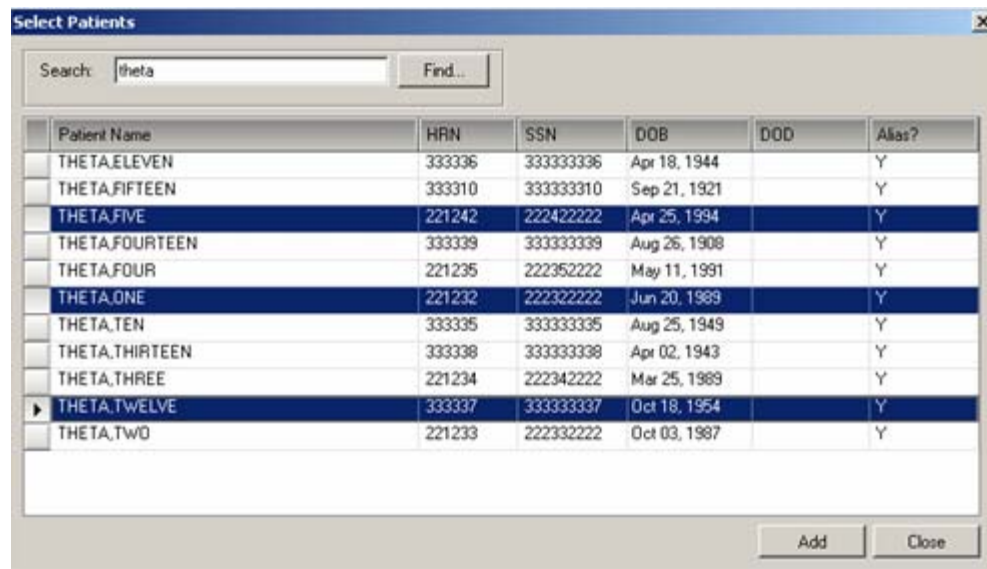 Select Patients
Search: theta Find...
Patient Name HRN SSN DOB DOD Alias?
THETA,ELEVEN 333336 333333336 Apr 18, 1944 Y
THETA,FIFTEEN 333310 333333310 Sep 21, 1921 Y
THETA,FIVE 221242 222422222 Apr 25, 1994 Y
THETA,FOURTEEN 333339 333333339 Aug 26, 1908 Y
THETA,FOUR 221235 222352222 May 11, 1991 Y
THETA,ONE 221232 222322222 Jun 20, 1989 Y
THETA,TEN 333335 333333335 Aug 25, 1949 Y
THETA,THIRTEEN 333338 333333338 Apr 02, 1943 Y
THETA,THREE 221234 222342222 Mar 25, 1989 Y
THETA,TWELVE 333337 333333337 Oct 18, 1954 Y
THETA,TWO 221233 222332222 Oct 03, 1987 Y
Add Close